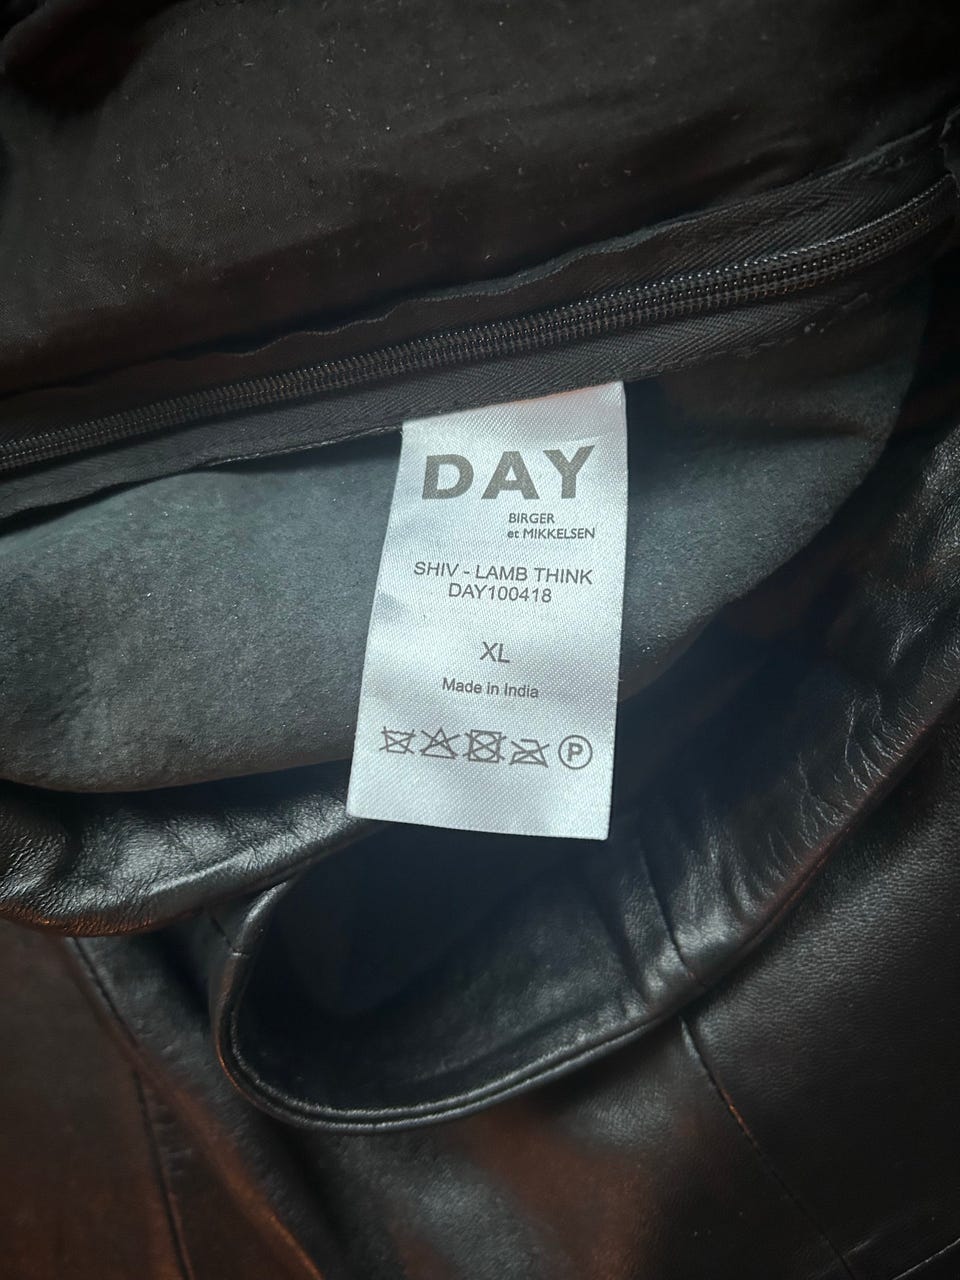 DAY
BIRGER
et MIKKELSEN
SHIV - LAMB THINK
DAY100418
XL
Made in India
P